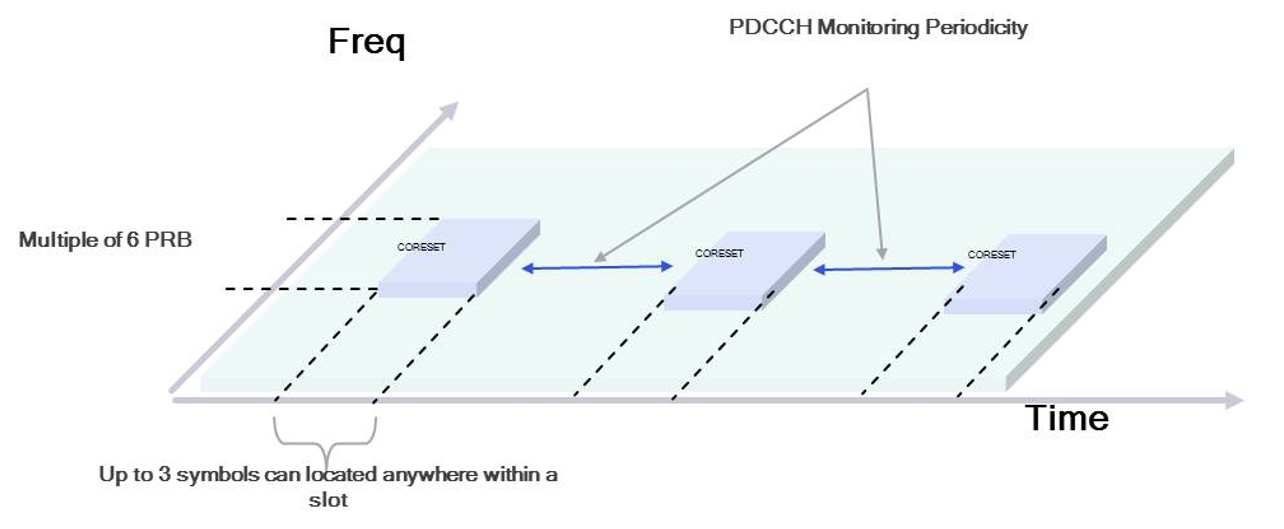 PDCCH Monitoring Periodicity
Freq
Multiple of 6 PRB
CORESET
CORESET
CORESET
Time
Up to 3 symbols can located anywhere within a
slot